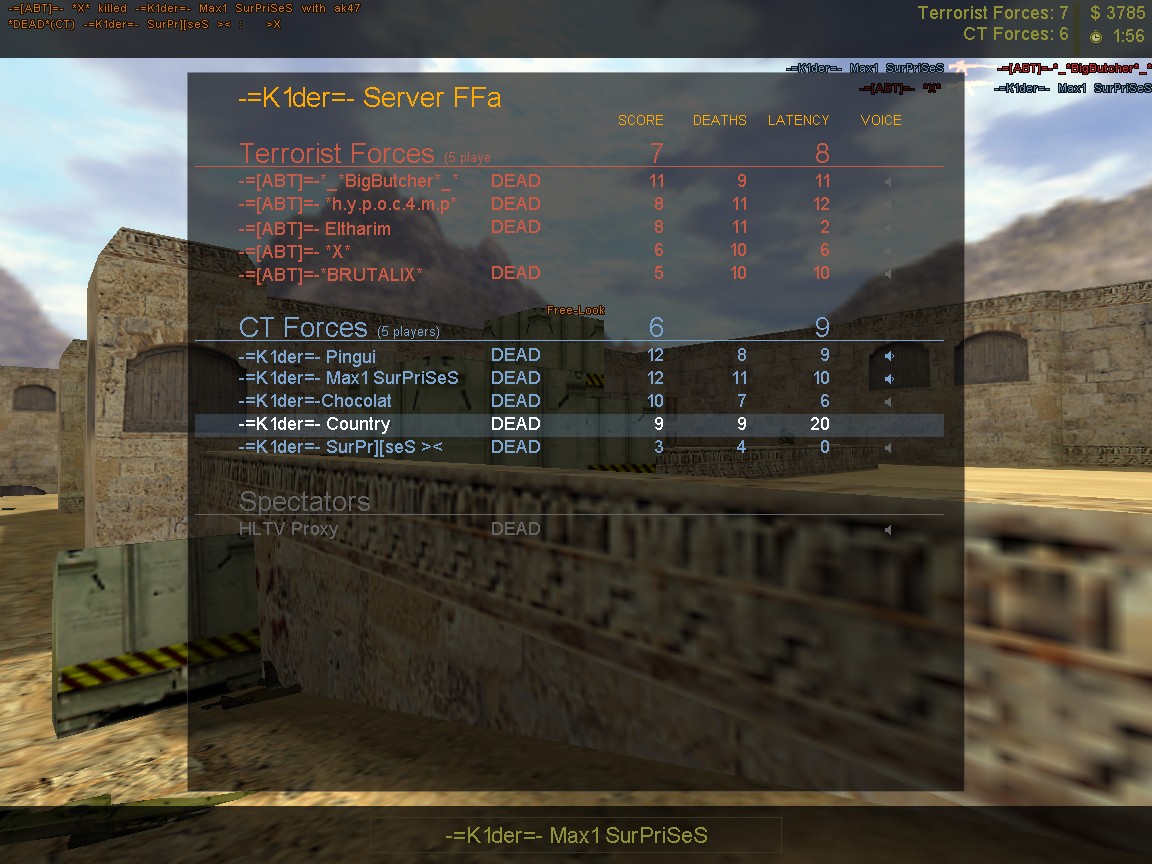 -=[ABT]=- *X* killed -=K1der=- Max1 SurPriSeS with ak47
*DEAD*(CT) -=K1der=- SurPr][seS >< : >X
Terrorist Forces: 7 $ 3785
CT Forces: 6 1:56
-=K1der=- Max1 SurPriSeS -=[ABT]=-*_*BigButcher*_*
-=[ABT]=- *X* -=K1der=- Max1 SurPriSeS
-=K1der=- Server FFa
SCORE DEATHS LATENCY VOICE
Terrorist Forces (5 playe 7 8
-=[ABT]=-*_*BigButcher*_* DEAD 11 9 11
-=[ABT]=- *h.y.p.o.c.4.m.p* DEAD 8 11 12
-=[ABT]=- Eltharim DEAD 8 11 2
-=[ABT]=- *X* 6 10 6
-=[ABT]=-*BRUTALIX* DEAD 5 10 10
Free-Look
CT Forces (5 players) 6 9
-=K1der=- Pingui DEAD 12 8 9
-=K1der=- Max1 SurPriSeS DEAD 12 11 10
-=K1der=-Chocolat DEAD 10 7 6
-=K1der=- Country DEAD 9 9 20
-=K1der=- SurPr][seS >< DEAD 3 4 0
Spectators
HLTV Proxy DEAD
-=K1der=- Max1 SurPriSeS